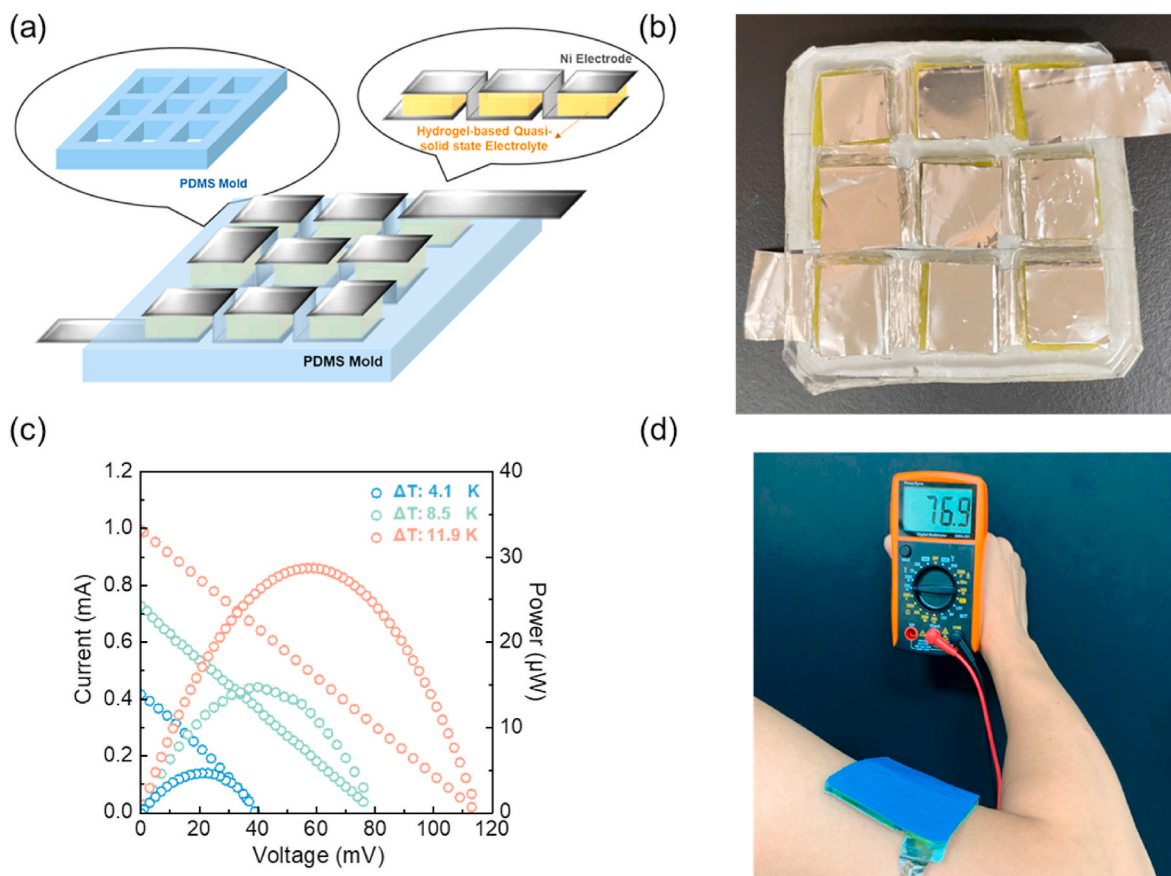 (a)
Ni Electrode
Hydrogel-based Quasi-
solid state Electrolyte
PDMS Mold
PDMS Mold
(b)
(c)
1.2
1.0
0.8
0.6
0.4
0.2
0.0
Current (mA)
40
30
20
10
0
Power (μW)
ΔT: 4.1 K
ΔT: 8.5 K
ΔT: 11.9 K
0 20 40 60 80 100 120
Voltage (mV)
(d)
76.9